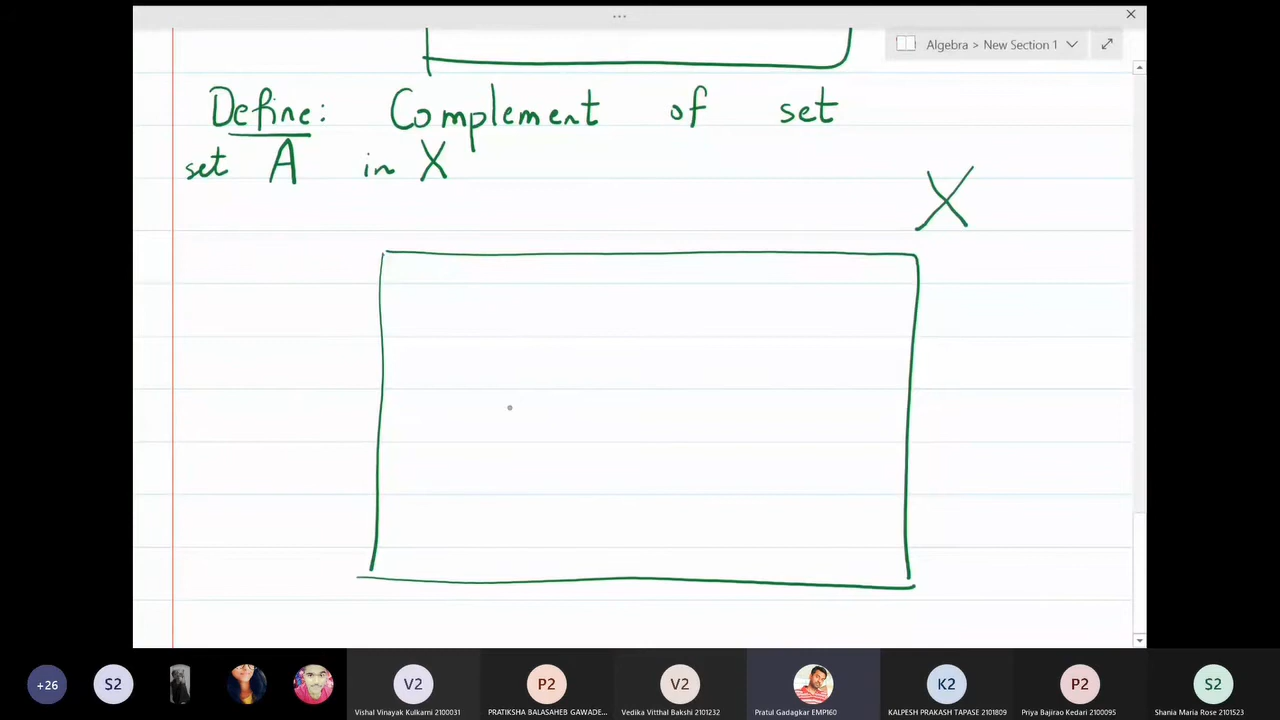 Algebra > New Section 1
Define: Complement of set
set A in X
X
+26
S2
V2
P2
V2
K2
P2
S2
Vishal Vinayak Kulkarni 2100031
PRATIKSHA BALASAHEB GAWADE...
Vedika Vitthal Bakshi 2101232
Pratul Gadagkar EMP160
KALPESH PRAKASH TAPASE 2101809
Priya Bajirao Kedari 2100095
Shania Maria Rose 2101523